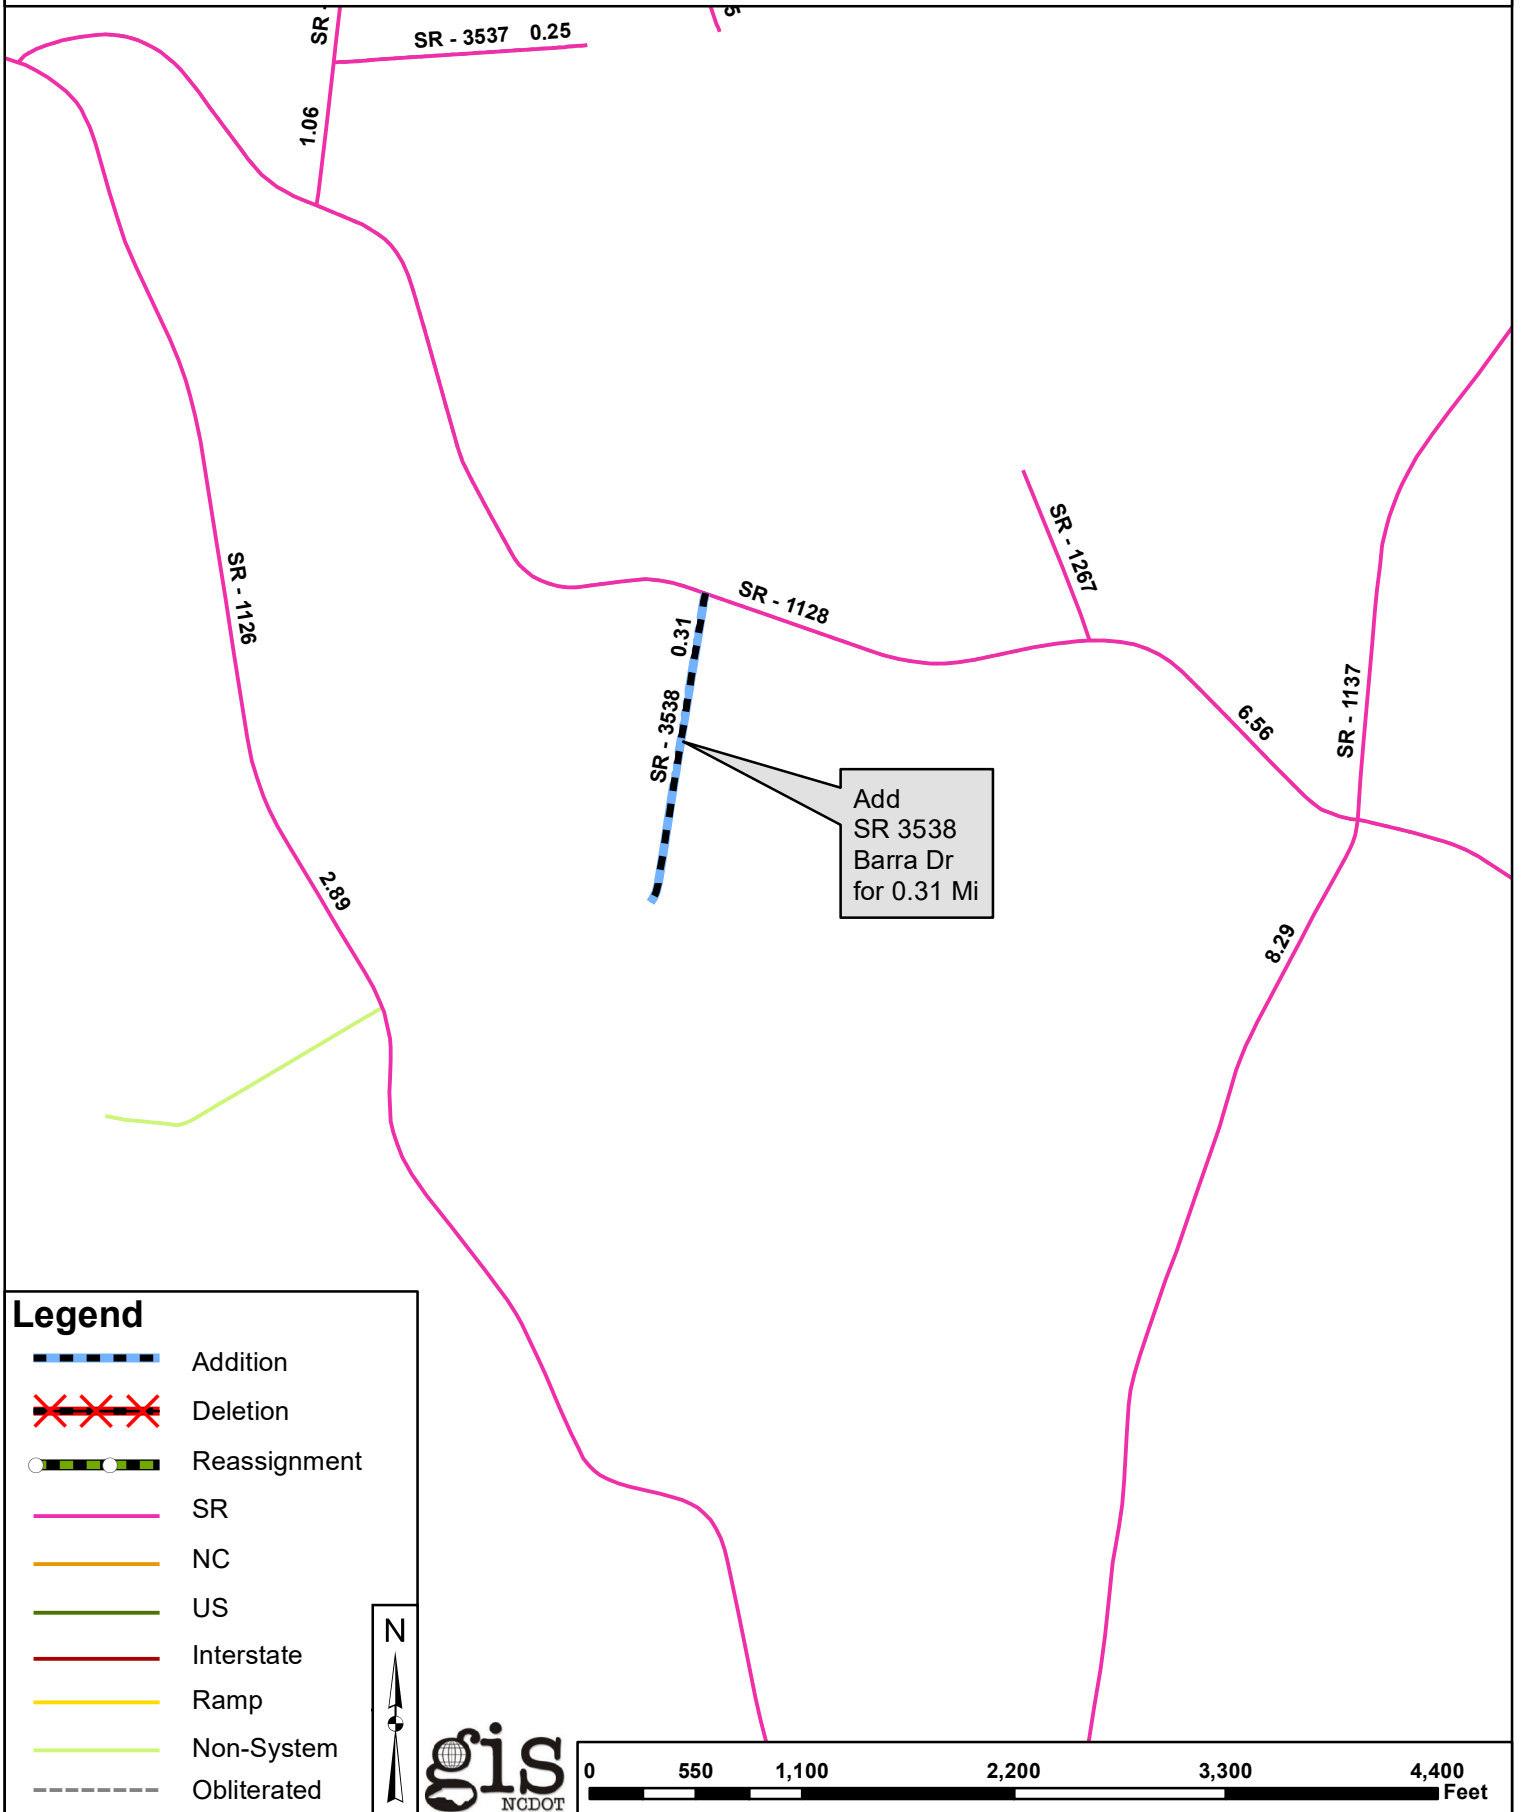 SR -
SR - 3537 0.25
1.06
SR - 1267
SR - 1126
SR - 1128
0.31
SR - 3538
SR - 1137
6.56
Add
SR 3538
Barra Dr
for 0.31 Mi
2.89
8.29
Legend
Addition
Deletion
Reassignment
SR
NC
US
Interstate
Ramp
Non-System
Obliterated
N
gis
NCDOT
0 550 1,100 2,200 3,300 4,400
Feet